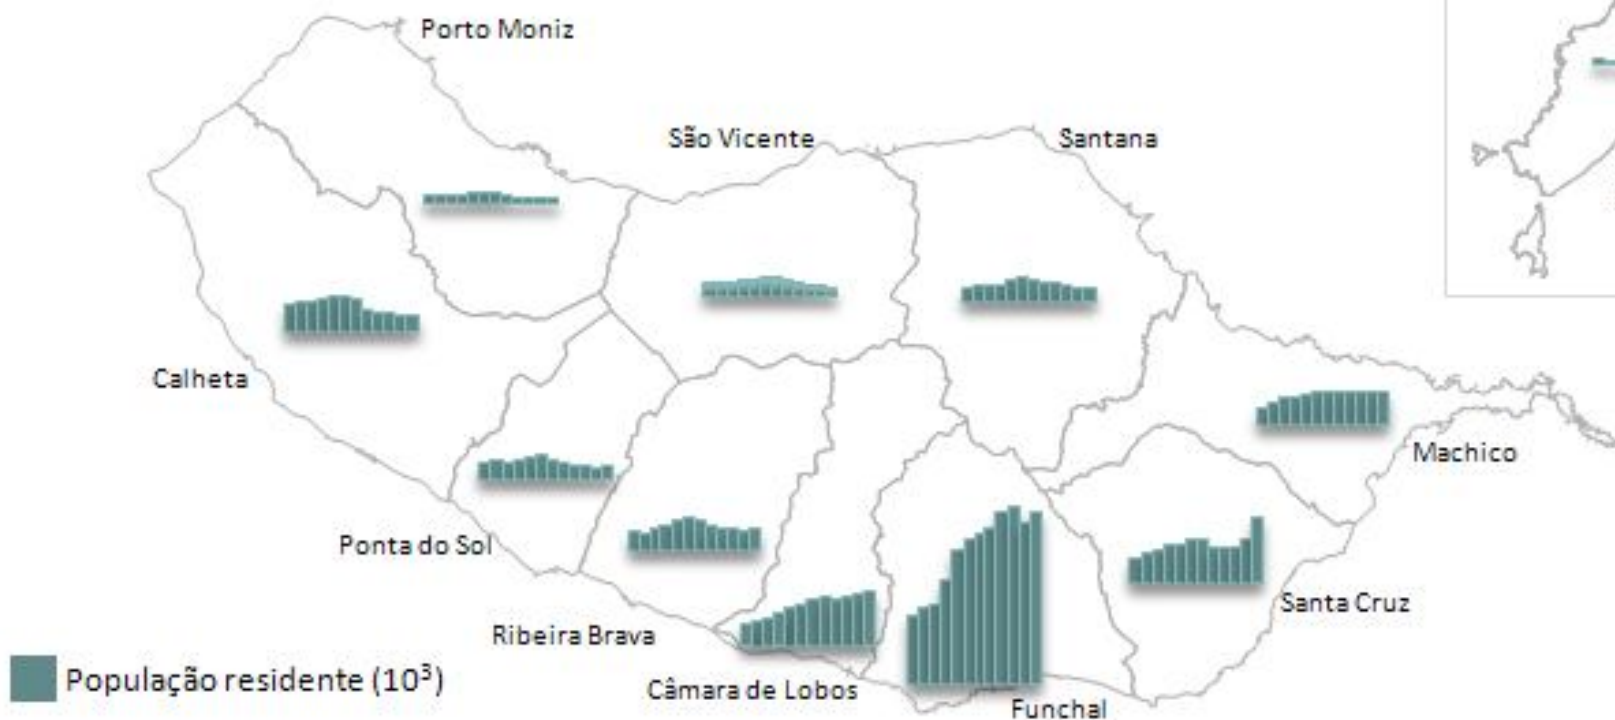 Porto Moniz
São Vicente
Santana
Calheta
Machico
Ponta do Sol
Santa Cruz
Ribeira Brava
População residente (10³)
Câmara de Lobos
Funchal